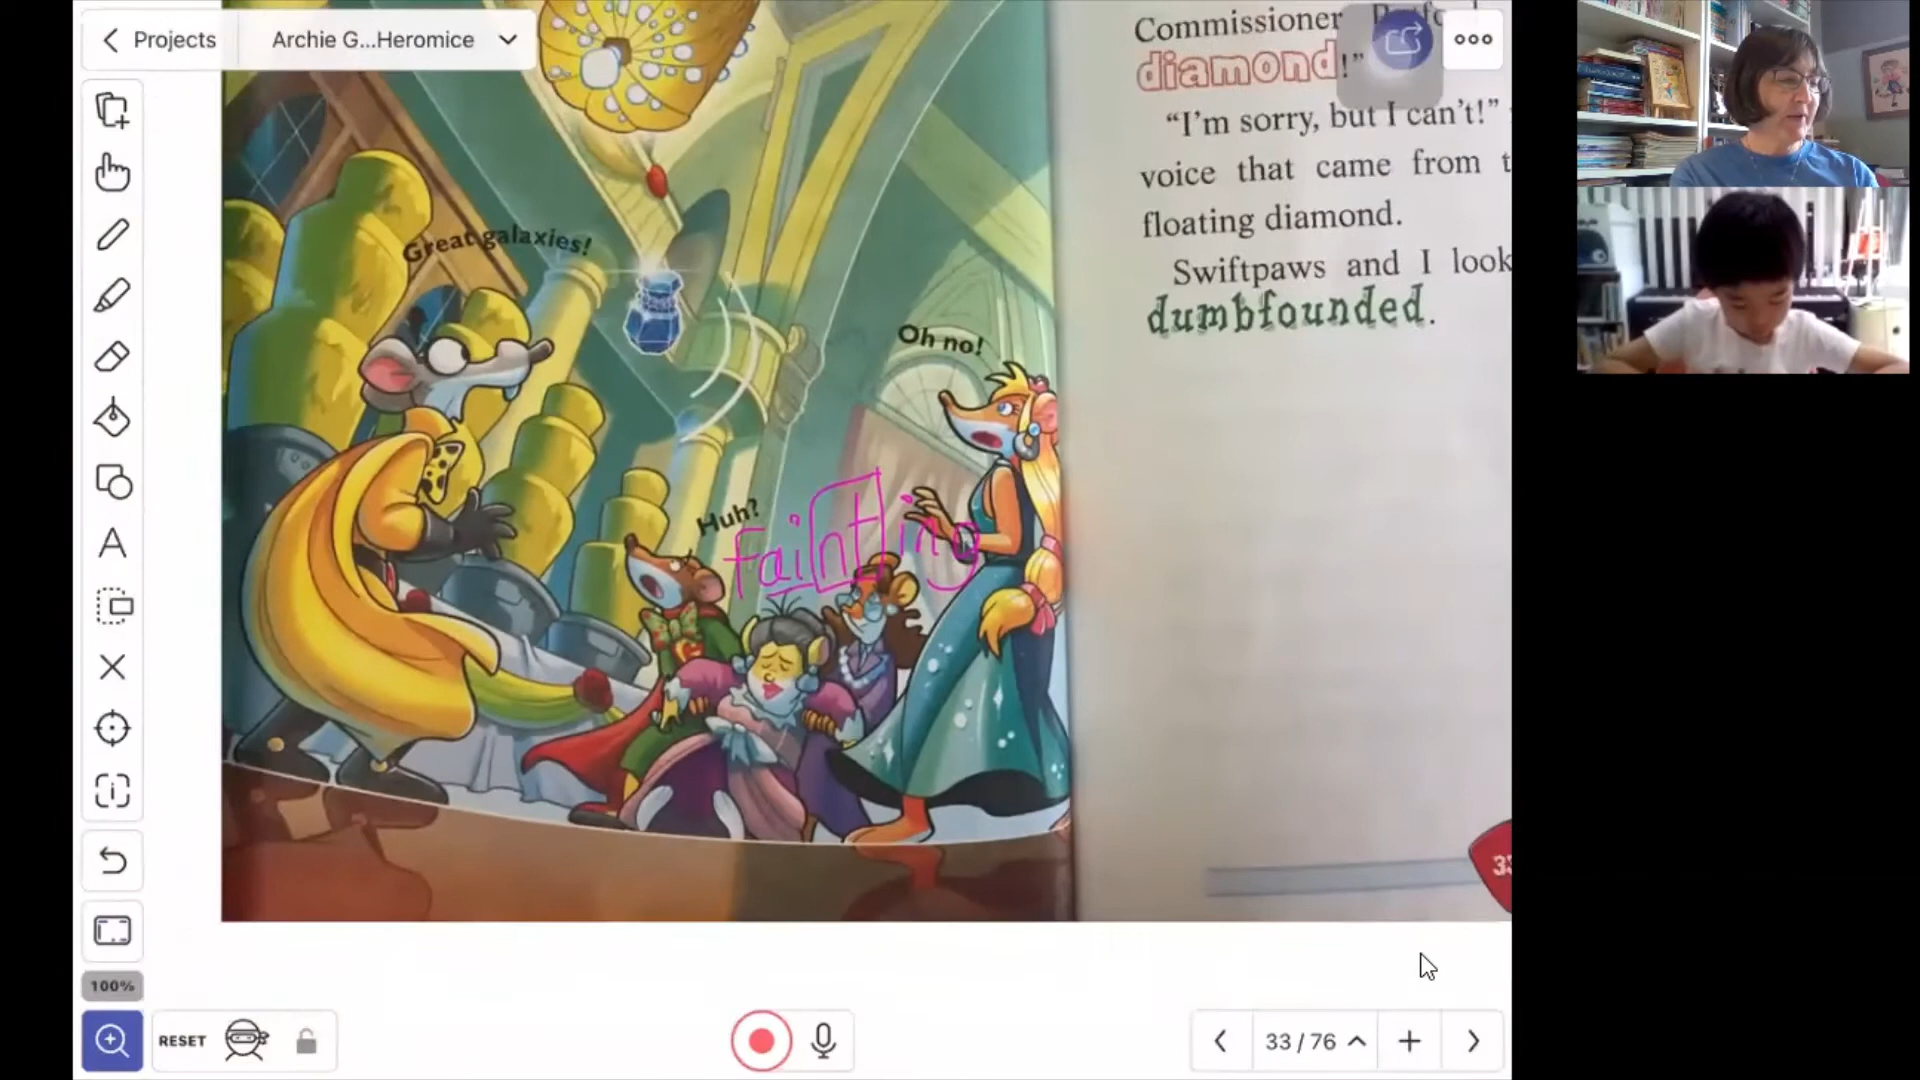 Projects
Archie G...Heromice
Great galaxies!
Oh no!
Huh?
fainting
Commissioner
diamond!”
“I’m sorry, but I can’t!”
voice that came from t
floating diamond.
Swiftpaws and I look
dumbfounded.
33
100%
RESET
33 / 76